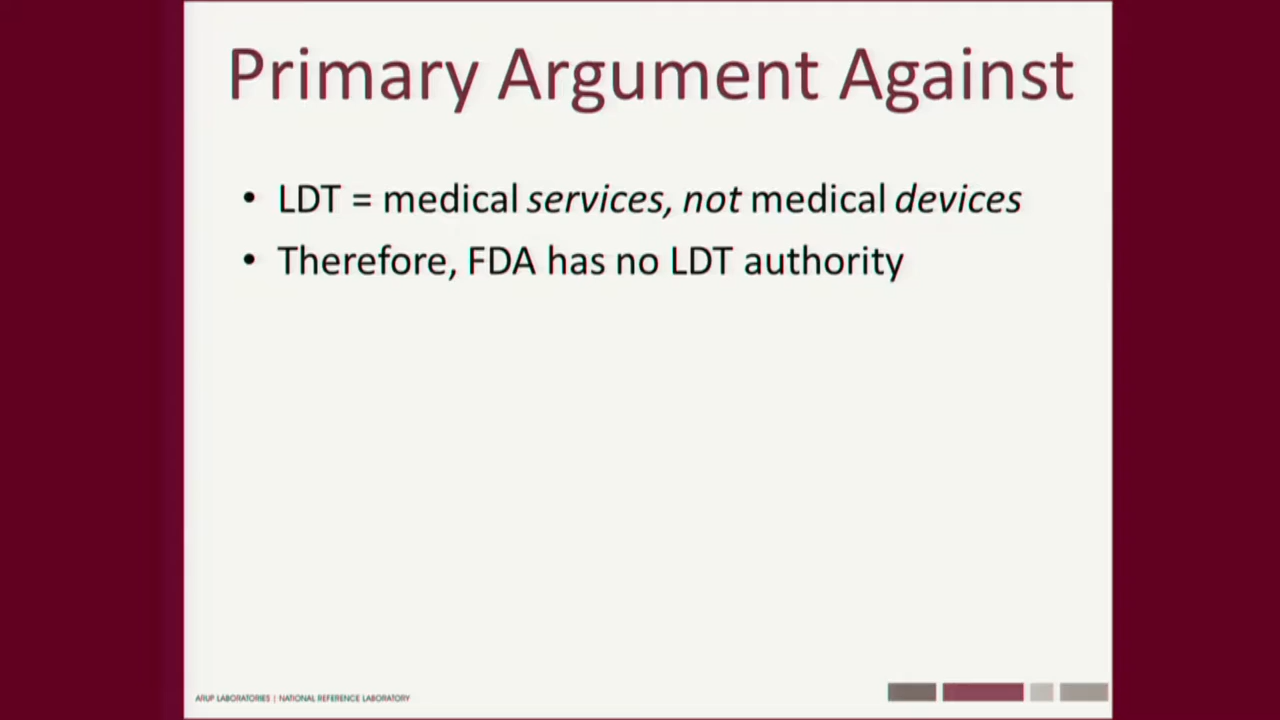 Primary Argument Against
• LDT = medical services, not medical devices
• Therefore, FDA has no LDT authority
ARUP LABORATORIES | NATIONAL REFERENCE LABORATORY